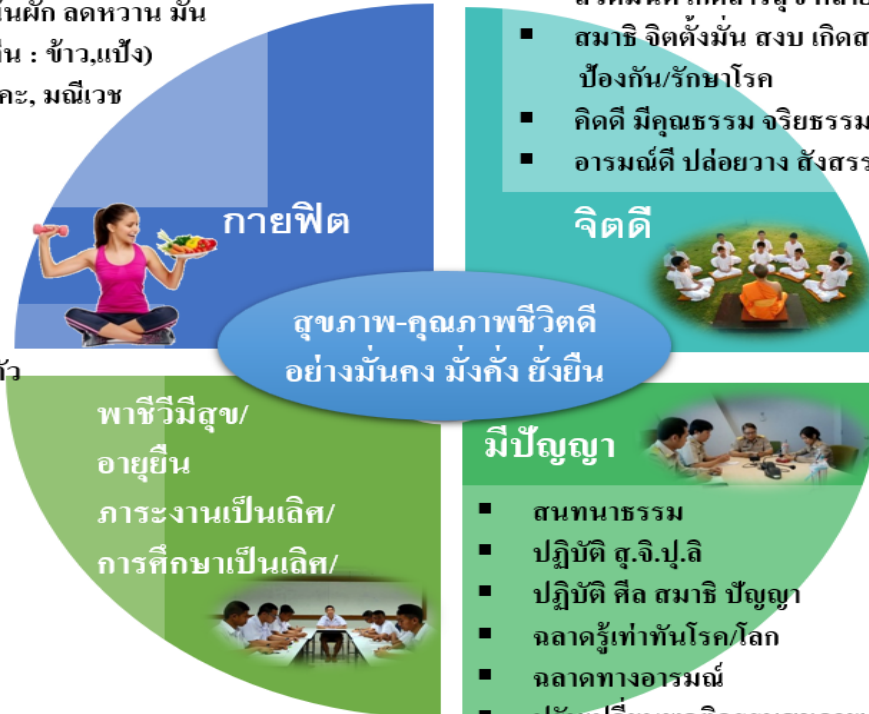 ผัก ลดหวาน มัน
: ข้าว,แป้ง)
มณีเวช
สมาธิ จิตตั้งมั่น สงบ
ป้องกัน/รักษาโรค
คิดดี มีคุณธรรม จริยธรรม
อารมณ์ดี ปล่อยวาง
กายฟิต
จิตดี
สุขภาพ-คุณภาพชีวิตดี
อย่างมั่นคง มั่งคั่ง ยั่งยืน
พาชีวีมีสุข/
อายุยืน
ภาระงานเป็นเลิศ/
การศึกษาเป็นเลิศ/
มีปัญญา
สนทนาธรรม
ปฏิบัติ สุ.จิ.ปุ.ลิ
ปฏิบัติ ศีล สมาธิ ปัญญา
ฉลาดรู้เท่าทันโรค/โลก
ฉลาดทางอารมณ์